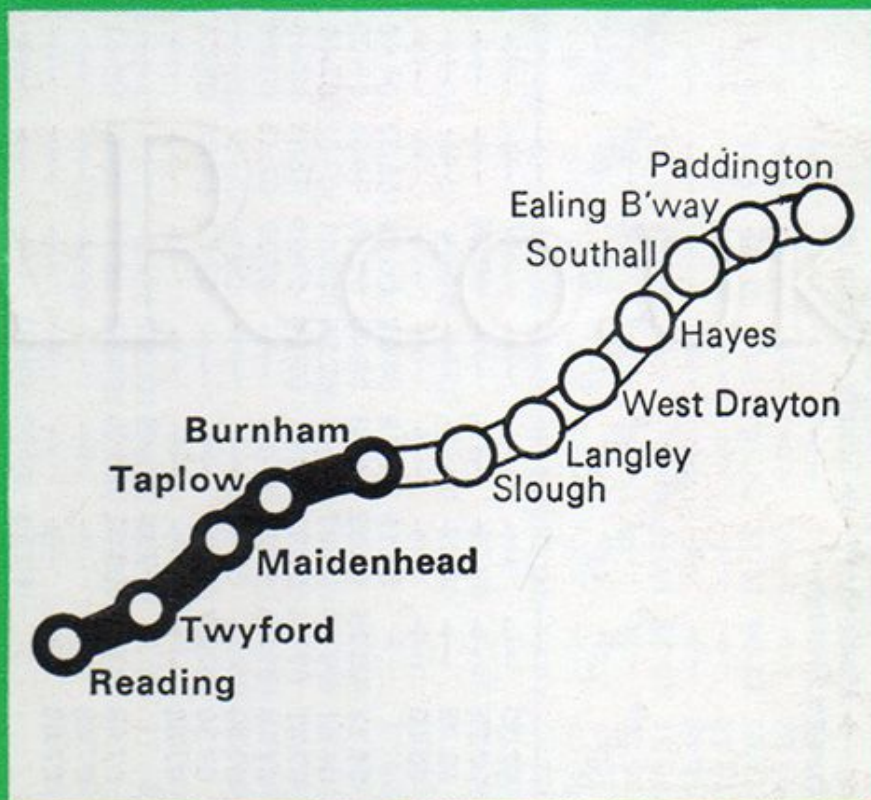 Paddington
Ealing B'way
Southall
Hayes
West Drayton
Langley
Slough
Burnham
Taplow
Maidenhead
Twyford
Reading